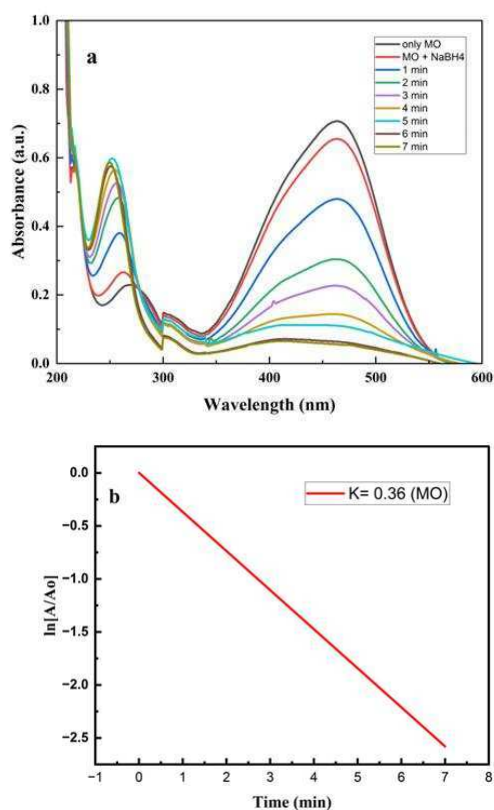 1.0
0.8
0.6
0.4
0.2
0.0
Absorbance (a.u.)
a
only MO
MO + NaBH4
1 min
2 min
3 min
4 min
5 min
6 min
7 min
200
300
400
500
600
Wavelength (nm)
b
K= 0.36 (MO)
0.0
−0.5
−1.0
−1.5
−2.0
−2.5
ln[A/Ao]
−1
0
1
2
3
4
5
6
7
8
Time (min)